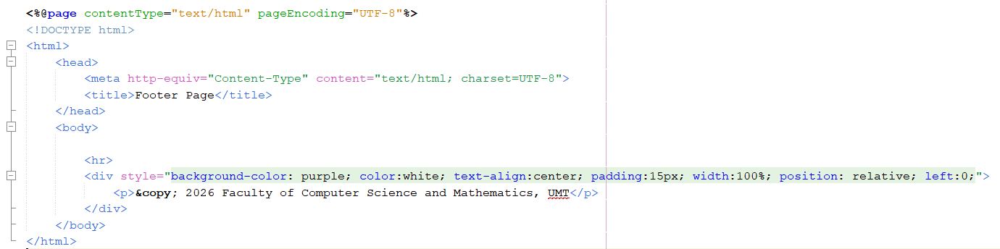 <%@page contentType="text/html" pageEncoding="UTF-8"%>
<!DOCTYPE html>
<html>
    <head>
        <meta http-equiv="Content-Type" content="text/html; charset=UTF-8">
        <title>Footer Page</title>
    </head>
    <body>

        <hr>
        <div style="background-color: purple; color:white; text-align:center; padding:15px; width:100%; position: relative; left:0;">
            <p>&copy; 2026 Faculty of Computer Science and Mathematics, UMT</p>
        </div>
    </body>
</html>